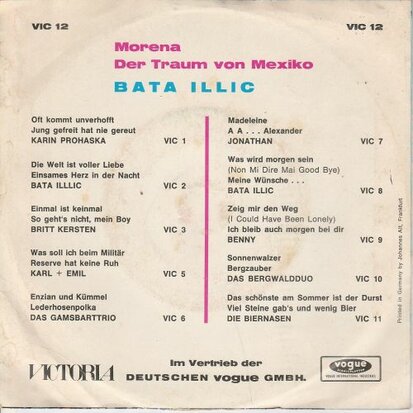 VIC 12
VIC 12
Morena
Der Traum von Mexiko
BATA ILLIC
Oft kommt unverhofft
Jung gefreit hat nie gereut
KARIN PROHASKA VIC 1
Die Welt ist voller Liebe
Einsames Herz in der Nacht
BATA ILLLIC VIC 2
Einmal ist keinmal
So geht's nicht, mein Boy
BRITT KERSTEN VIC 3
Was soll ich beim Militär
Reserve hat keine Ruh
KARL + EMIL VIC 5
Enzian und Kümmel
Lederhosenpolka
DAS GAMSBARTTRIO VIC 6
Madeleine
A A . . . Alexander
JONATHAN VIC 7
Was wird morgen sein
(Non Mi Dire Mai Good Bye)
Meine Wünsche . . .
BATA ILLIC VIC 8
Zeig mir den Weg
(I Could Have Been Lonely)
Ich bleib auch morgen bei dir
BENNY VIC 9
Sonnenwalzer
Bergzauber
DAS BERGWALDDUO VIC 10
Das schönste am Sommer ist der Durst
Viel Steine gab's und wenig Bier
DIE BIERNASEN VIC 11
Printed in Germany by Johannes Alt, Frankfurt
VICTORIA
Im Vertrieb der
DEUTSCHEN vogue GMBH.
vogue
VOGUE INTERNATIONAL INDUSTRIES